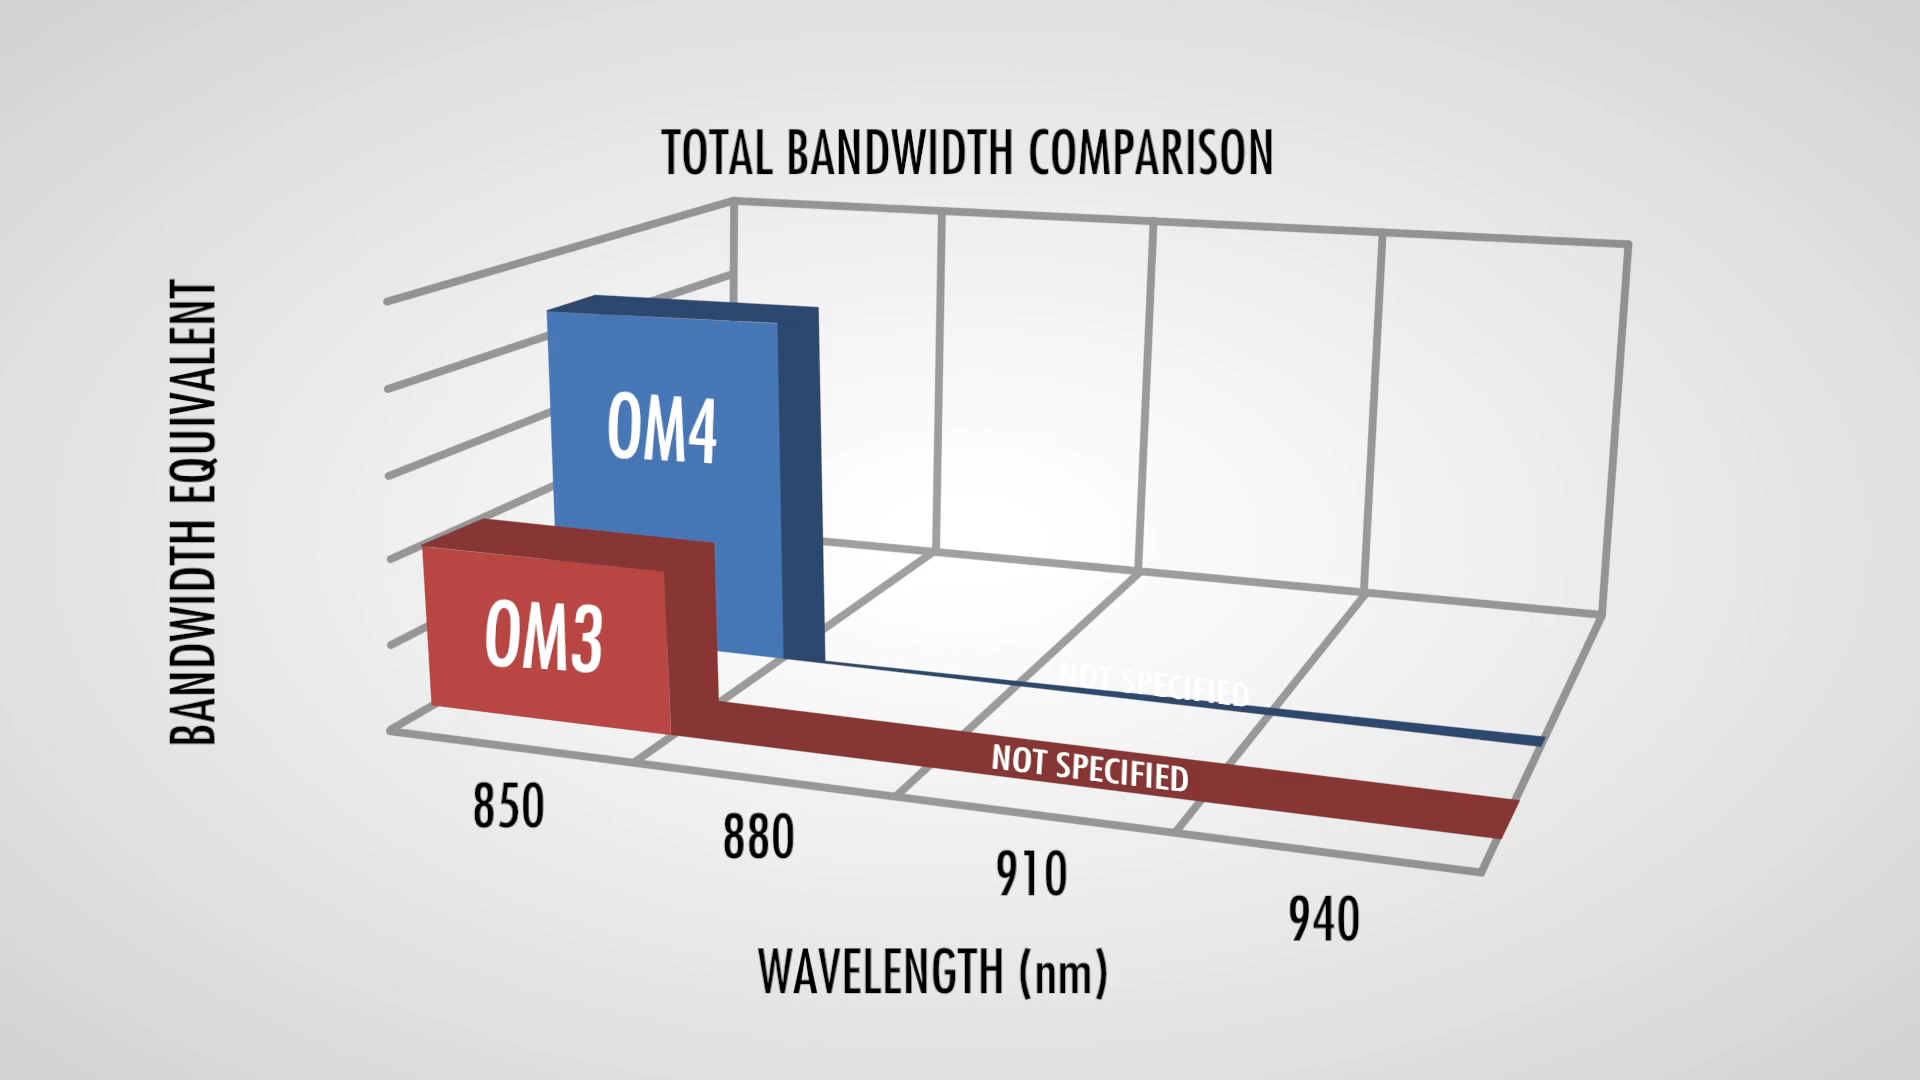 TOTAL BANDWIDTH COMPARISON
BANDWIDTH EQUIVALENT
OM4
OM3
NOT SPECIFIED
NOT SPECIFIED
850
880
910
940
WAVELENGTH (nm)